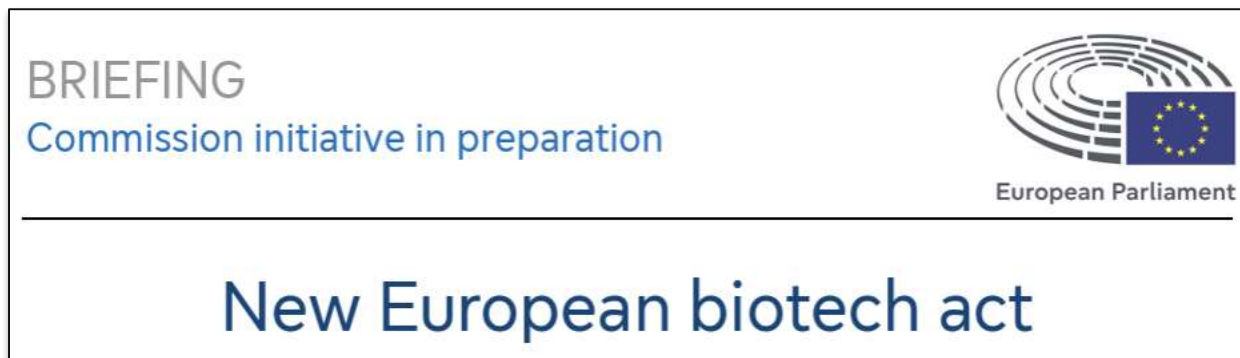 BRIEFING
Commission initiative in preparation
European Parliament
New European biotech act